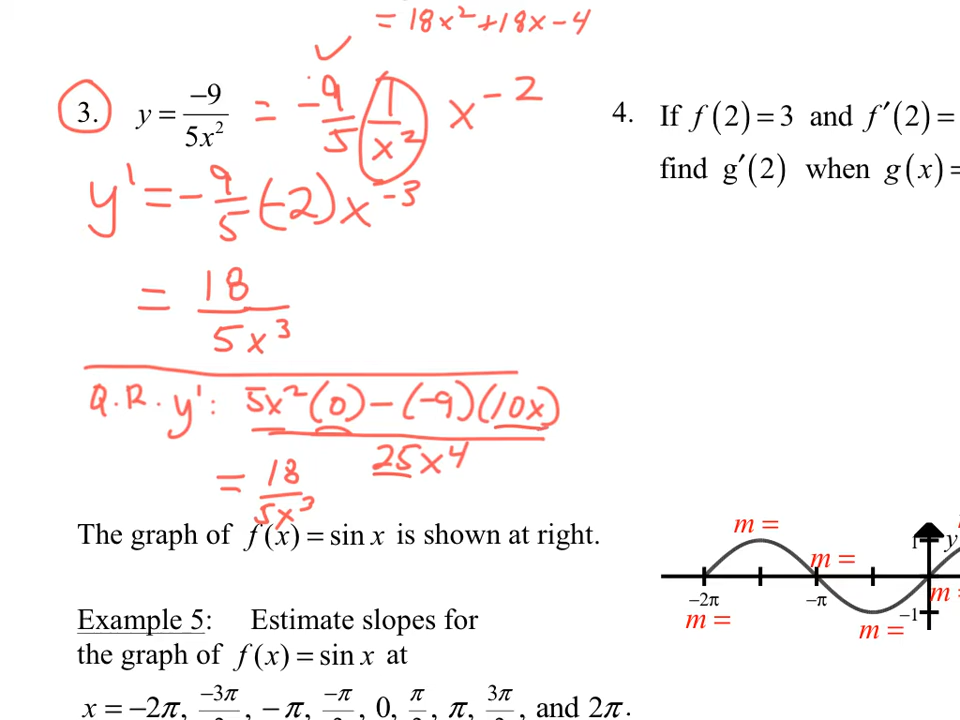 = 18x² + 18x − 4
3. y = −9/(5x²) = −9/5 (1/x²) x⁻²
✓
y' = −9/5 (−2)x⁻³
= 18/(5x³)
Q.R. y': (5x²(0) − (−9)(10x))/(25x⁴)
= 18/(5x³)
4. If f(2) = 3 and f′(2) =
find g′(2) when g(x) =
The graph of f(x) = sin x is shown at right.
Example 5: Estimate slopes for
the graph of f(x) = sin x at
x = −2π, −3π/2, −π, −π/2, 0, π/2, π, 3π/2, and 2π.
m =
m =
1 y
m =
−2π −π
m =
m =
−1